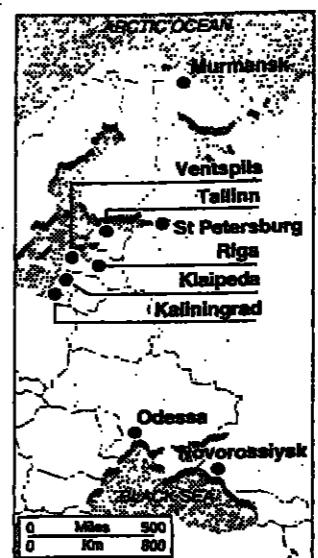 ARCTIC OCEAN
Murmansk
Ventspils
Tallinn
St Petersburg
Riga
Klaipeda
Kaliningrad
Odessa
Novorossiysk
BLACK SEA
0 Miles 500
0 Km 800